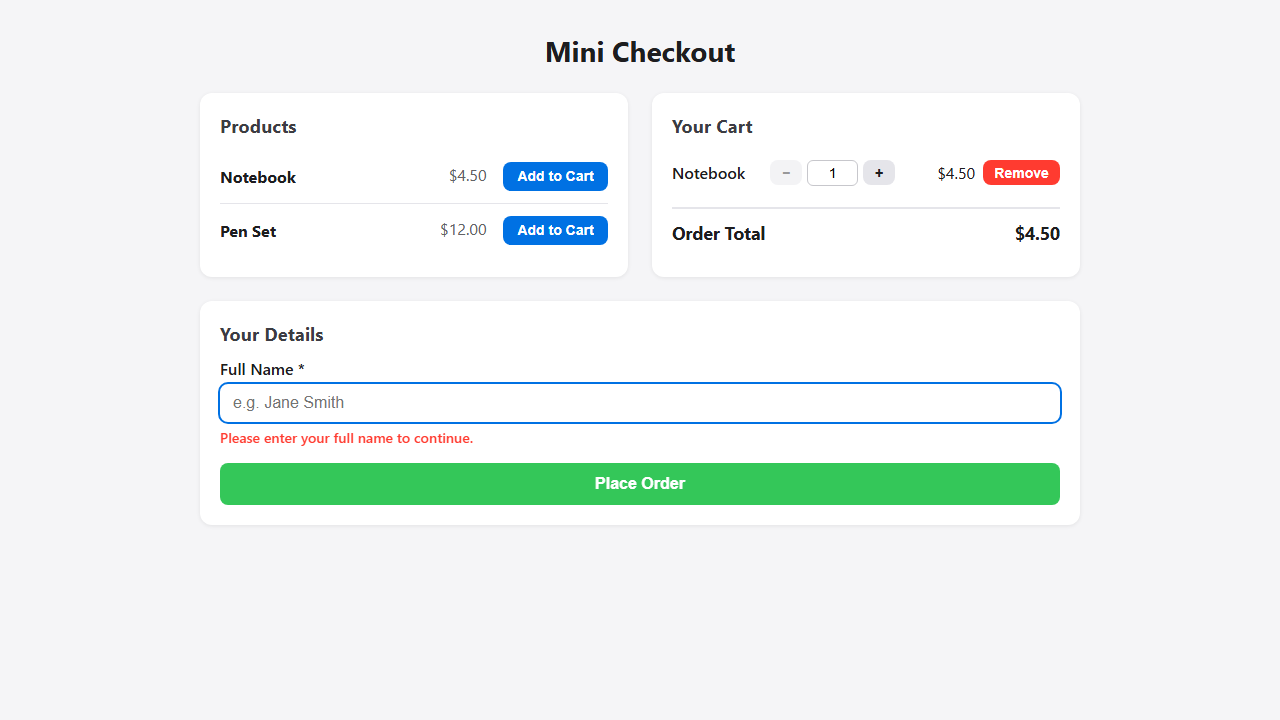 Mini Checkout
Products
Notebook $4.50 Add to Cart
Pen Set $12.00 Add to Cart
Your Cart
Notebook − 1 + $4.50 Remove
Order Total $4.50
Your Details
Full Name *
e.g. Jane Smith
Please enter your full name to continue.
Place Order